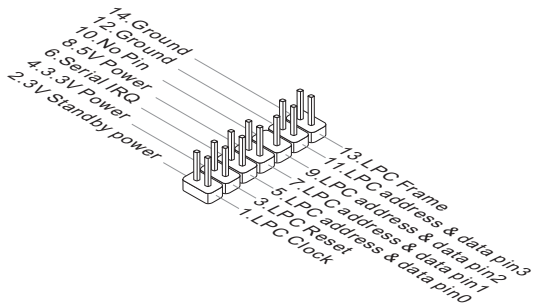 14.Ground
12.Ground
10.No Pin
8.5V Power
6.Serial IRQ
4.3.3V Power
2.3V Standby power
13.LPC Frame
11.LPC address & data pin3
9.LPC address & data pin2
7.LPC address & data pin1
5.LPC address & data pin0
3.LPC Reset
1.LPC Clock